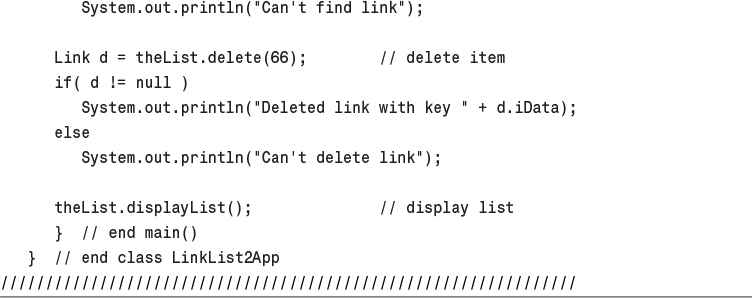 System.out.println("Can't find link");
Link d = theList.delete(66); // delete item
if( d != null )
System.out.println("Deleted link with key " + d.iData);
else
System.out.println("Can't delete link");
theList.displayList(); // display list
} // end main()
} // end class LinkList2App
////////////////////////////////////////////////////////////////